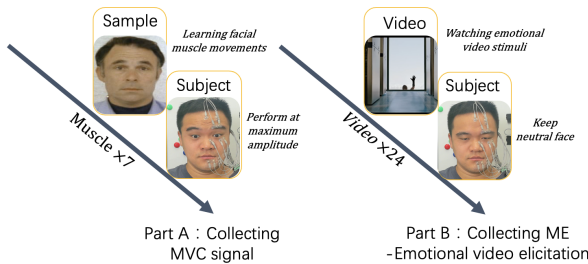 Sample
Learning facial
muscle movements
Subject
Perform at
maximum
amplitude
Muscle ×7
Part A：Collecting
MVC signal
Video
Watching emotional
video stimuli
Subject
Keep
neutral face
Video ×24
Part B：Collecting ME
-Emotional video elicitation